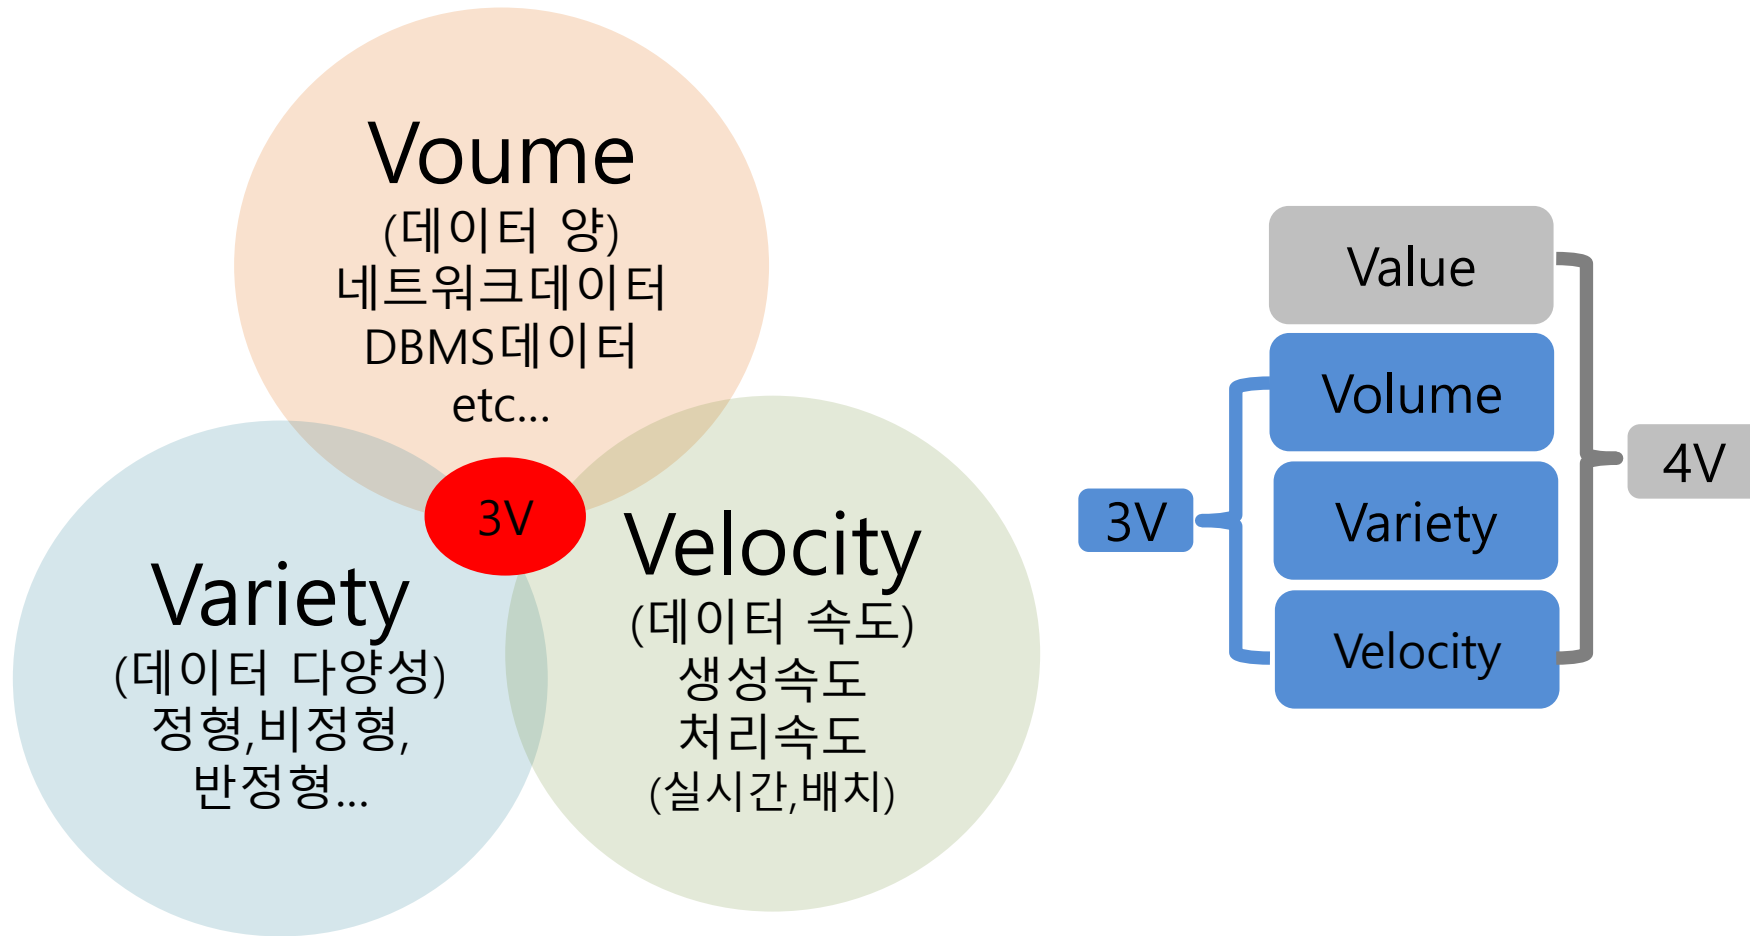 Voume
(데이터 양)
네트워크데이터
DBMS데이터
etc...
3V
Variety
(데이터 다양성)
정형,비정형,
반정형...
Velocity
(데이터 속도)
생성속도
처리속도
(실시간,배치)
3V
Value
Volume
Variety
Velocity
4V